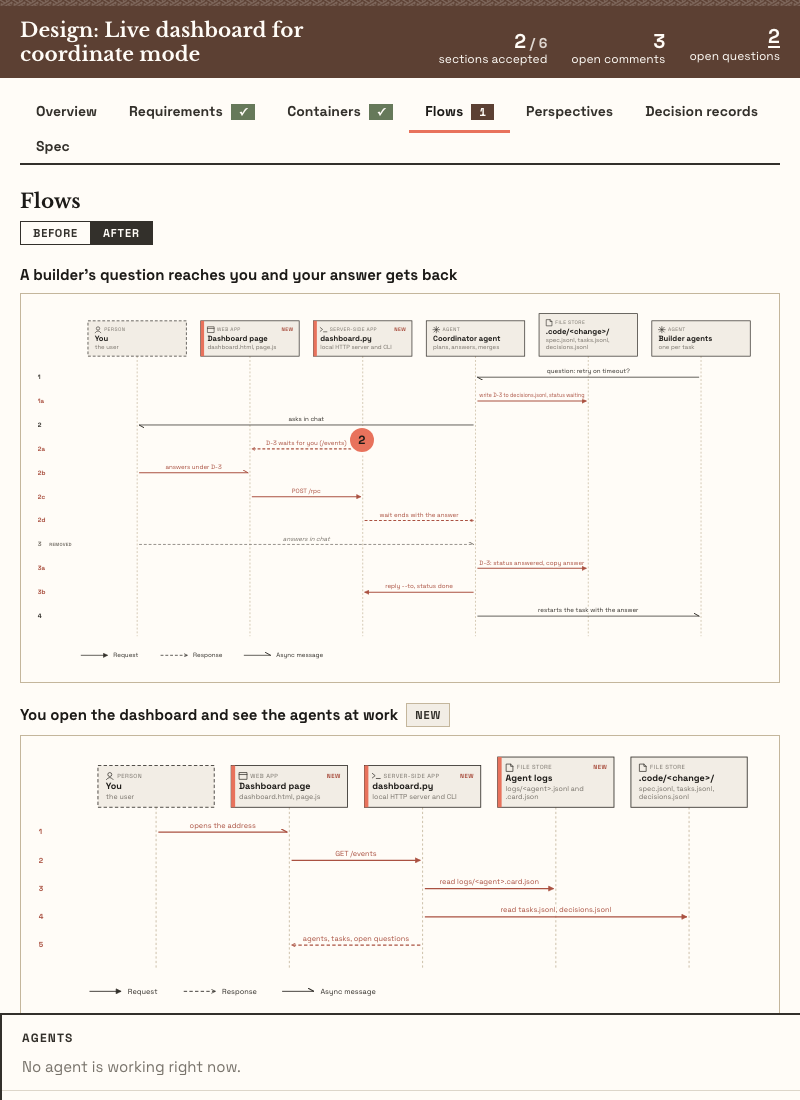 Design: Live dashboard for
coordinate mode
2 / 6
sections accepted
3
open comments
2
open questions
Overview
Requirements ✓
Containers ✓
Flows 1
Perspectives
Decision records
Spec
Flows
BEFORE
AFTER
A builder's question reaches you and your answer gets back
PERSON
You
the user
WEB APP NEW
Dashboard page
dashboard.html, page.js
SERVER-SIDE APP NEW
dashboard.py
local HTTP server and CLI
AGENT
Coordinator agent
plans, answers, merges
FILE STORE
.code/<change>/
spec.jsonl, tasks.jsonl,
decisions.jsonl
AGENT
Builder agents
one per task
1 question: retry on timeout?
1a write D-3 to decisions.jsonl, status waiting
2 asks in chat
2a D-3 waits for you (/events) 2
2b answers under D-3
2c POST /rpc
2d wait ends with the answer
3 REMOVED answers in chat
3a D-3: status answered, copy answer
3b reply --to, status done
4 restarts the task with the answer
Request
Response
Async message
You open the dashboard and see the agents at work NEW
PERSON
You
the user
WEB APP NEW
Dashboard page
dashboard.html, page.js
SERVER-SIDE APP NEW
dashboard.py
local HTTP server and CLI
FILE STORE NEW
Agent logs
logs/<agent>.jsonl and
.card.json
FILE STORE
.code/<change>/
spec.jsonl, tasks.jsonl,
decisions.jsonl
1 opens the address
2 GET /events
3 read logs/<agent>.card.json
4 read tasks.jsonl, decisions.jsonl
5 agents, tasks, open questions
Request
Response
Async message
AGENTS
No agent is working right now.